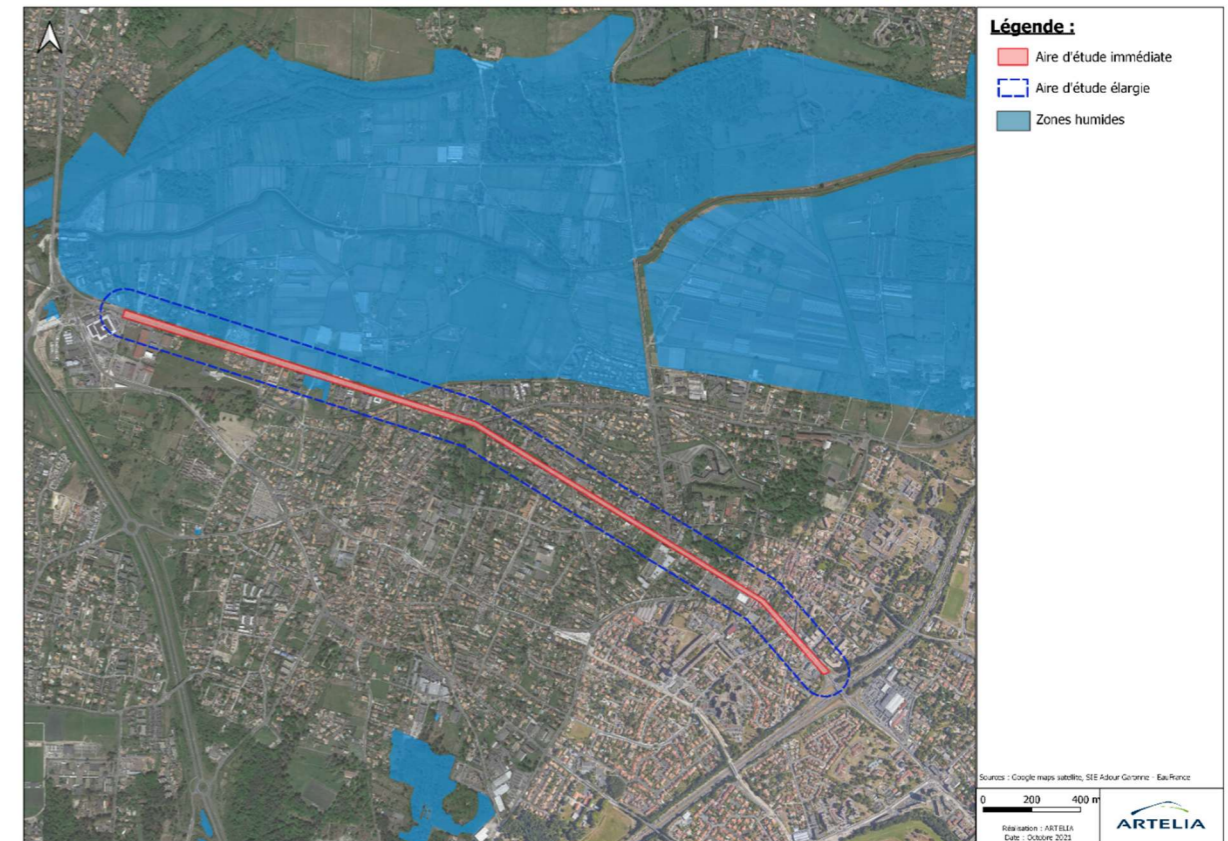 Légende :
Aire d'étude immédiate
Aire d'étude élargie
Zones humides
Sources : Google maps satellite, SIE Adour Garonne - EauFrance
0 200 400 m
Réalisation : ARTELIA
Date : Octobre 2021
ARTELIA